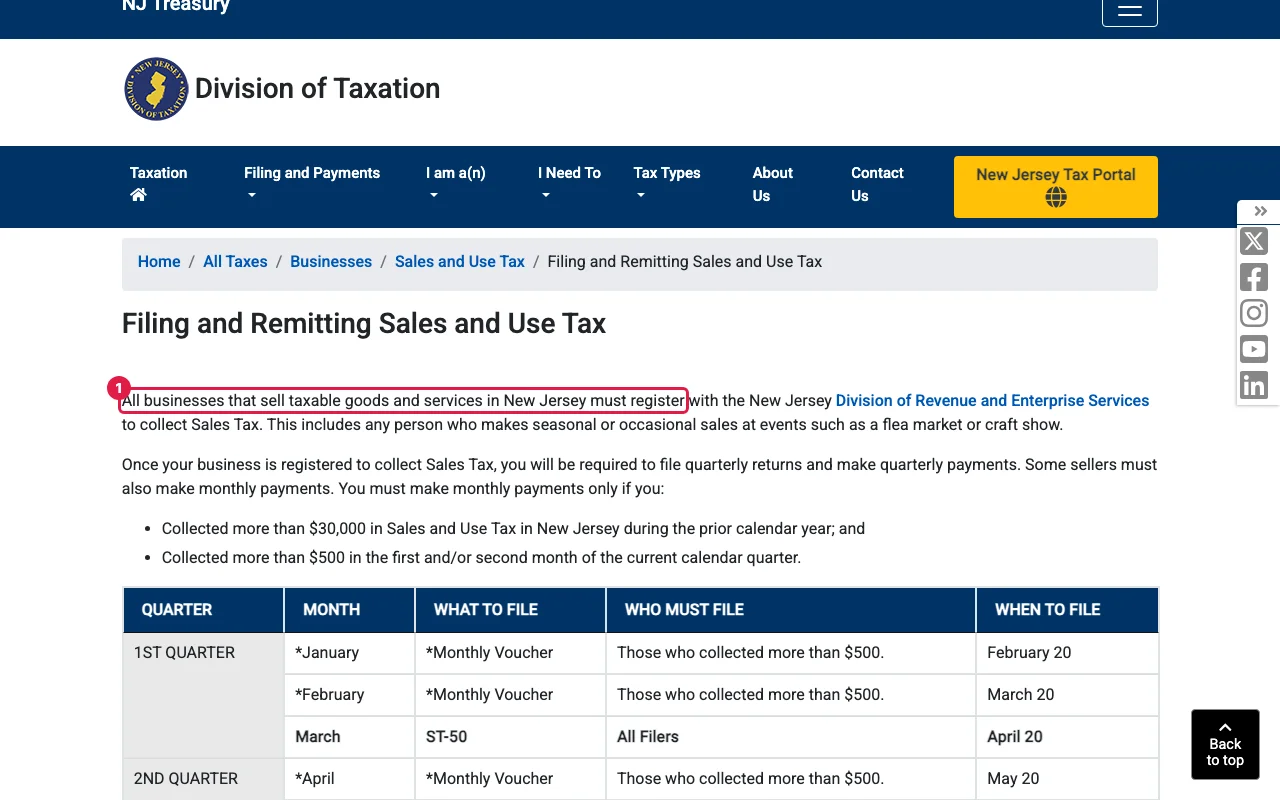 NJ Treasury
NEW JERSEY
DIVISION OF TAXATION
Division of Taxation
Taxation
Filing and Payments
I am a(n)
I Need To
Tax Types
About
Us
Contact
Us
New Jersey Tax Portal
Home / All Taxes / Businesses / Sales and Use Tax / Filing and Remitting Sales and Use Tax
Filing and Remitting Sales and Use Tax
1
All businesses that sell taxable goods and services in New Jersey must register with the New Jersey Division of Revenue and Enterprise Services
to collect Sales Tax. This includes any person who makes seasonal or occasional sales at events such as a flea market or craft show.
Once your business is registered to collect Sales Tax, you will be required to file quarterly returns and make quarterly payments. Some sellers must
also make monthly payments. You must make monthly payments only if you:
• Collected more than $30,000 in Sales and Use Tax in New Jersey during the prior calendar year; and
• Collected more than $500 in the first and/or second month of the current calendar quarter.
QUARTER MONTH WHAT TO FILE WHO MUST FILE WHEN TO FILE
1ST QUARTER *January *Monthly Voucher Those who collected more than $500. February 20
*February *Monthly Voucher Those who collected more than $500. March 20
March ST-50 All Filers April 20
2ND QUARTER *April *Monthly Voucher Those who collected more than $500. May 20
Back
to top